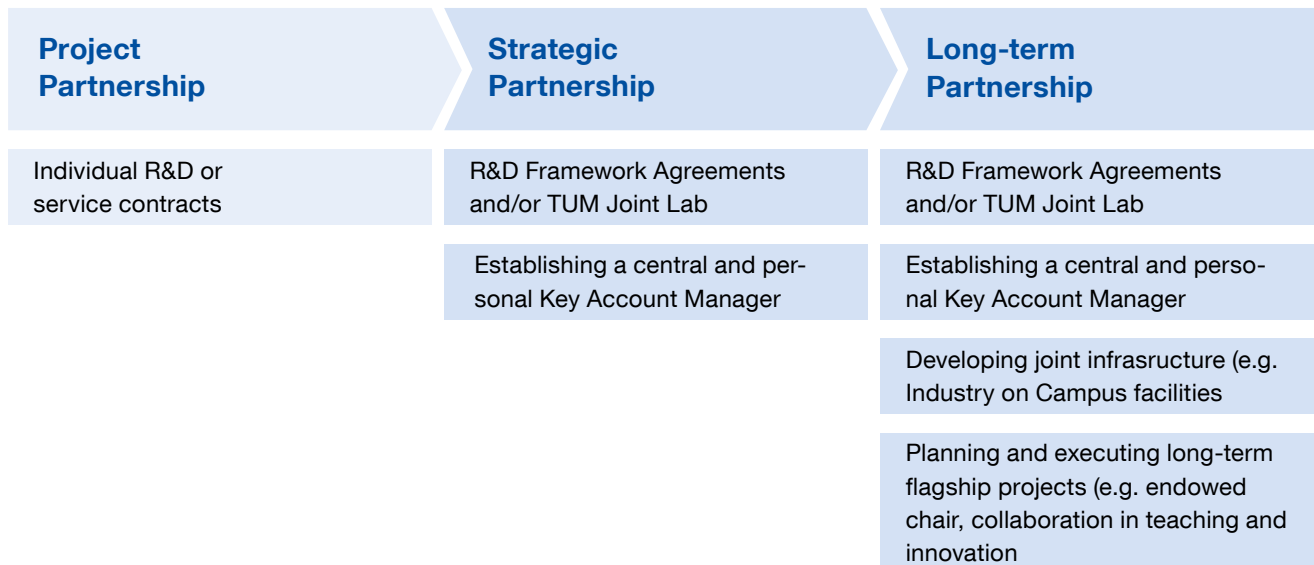 Project
Partnership
Strategic
Partnership
Long-term
Partnership
Individual R&D or
service contracts
R&D Framework Agreements
and/or TUM Joint Lab
R&D Framework Agreements
and/or TUM Joint Lab
Establishing a central and per-
sonal Key Account Manager
Establishing a central and perso-
nal Key Account Manager
Developing joint infrasructure (e.g.
Industry on Campus facilities
Planning and executing long-term
flagship projects (e.g. endowed
chair, collaboration in teaching and
innovation